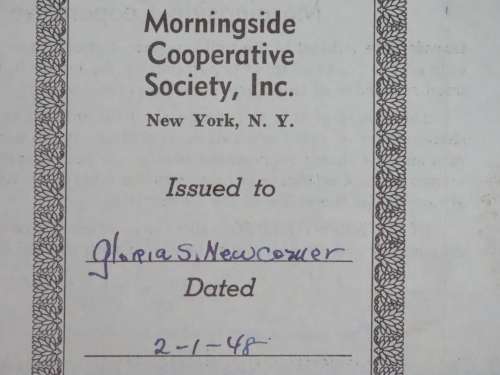 Morningside
Cooperative
Society, Inc.
New York, N. Y.
Issued to
Gloria S. Newcomer
Dated
2-1-48